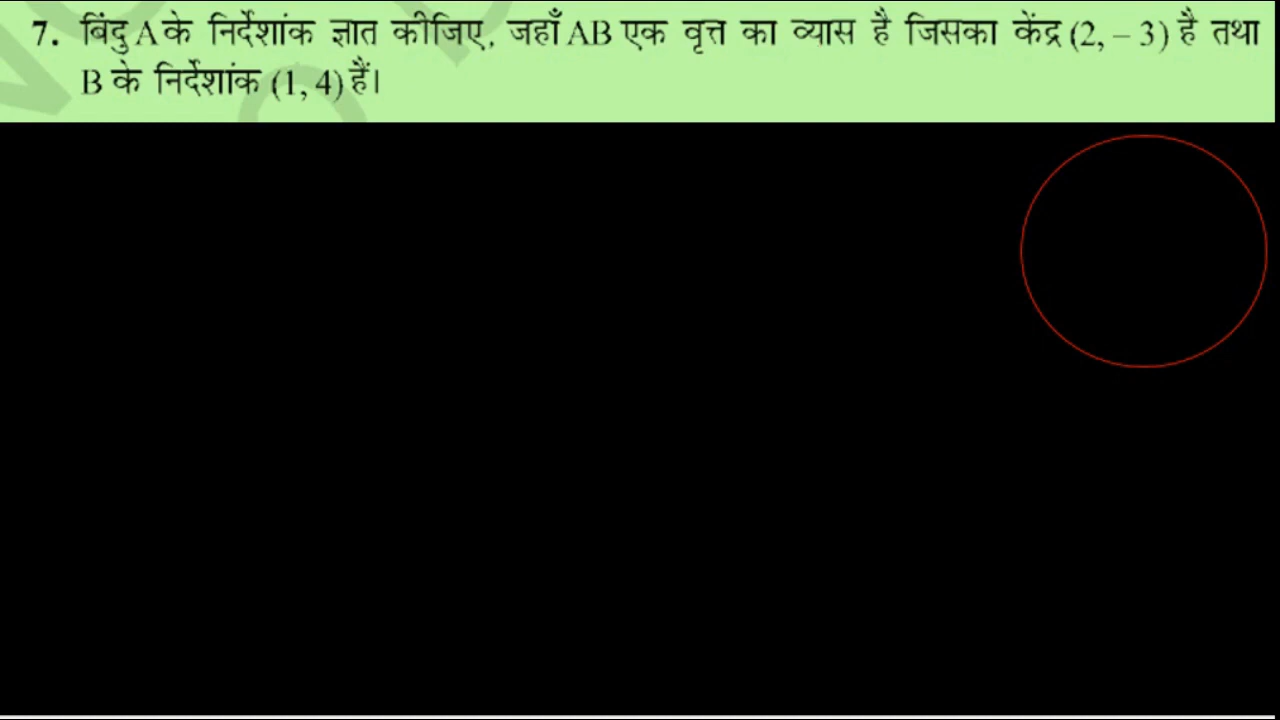 7. बिंदु A के निर्देशांक ज्ञात कीजिए, जहाँ AB एक वृत्त का व्यास है जिसका केंद्र (2, – 3) है तथा
B के निर्देशांक (1, 4) हैं।